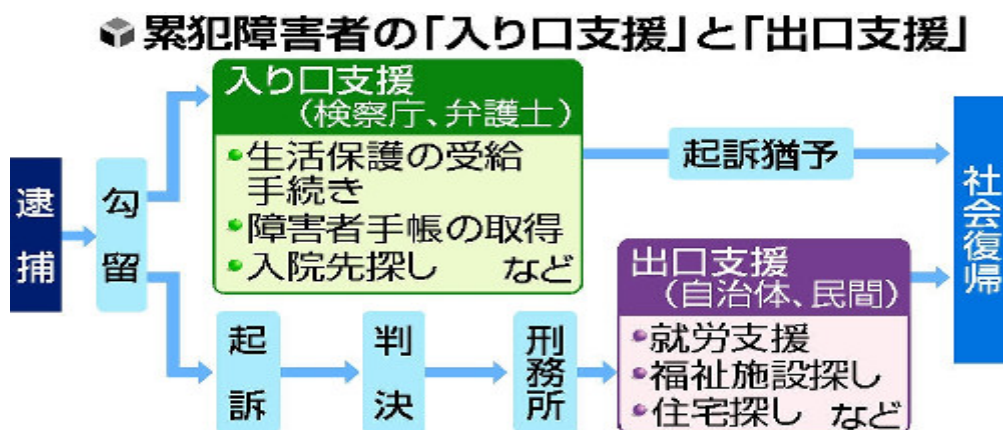 累犯障害者の「入り口支援」と「出口支援」
逮捕
勾留
入り口支援
(検察庁、弁護士)
•生活保護の受給
手続き
•障害者手帳の取得
•入院先探し など
起訴猶予
社会復帰
起訴
判決
刑務所
出口支援
(自治体、民間)
•就労支援
•福祉施設探し
•住宅探し など